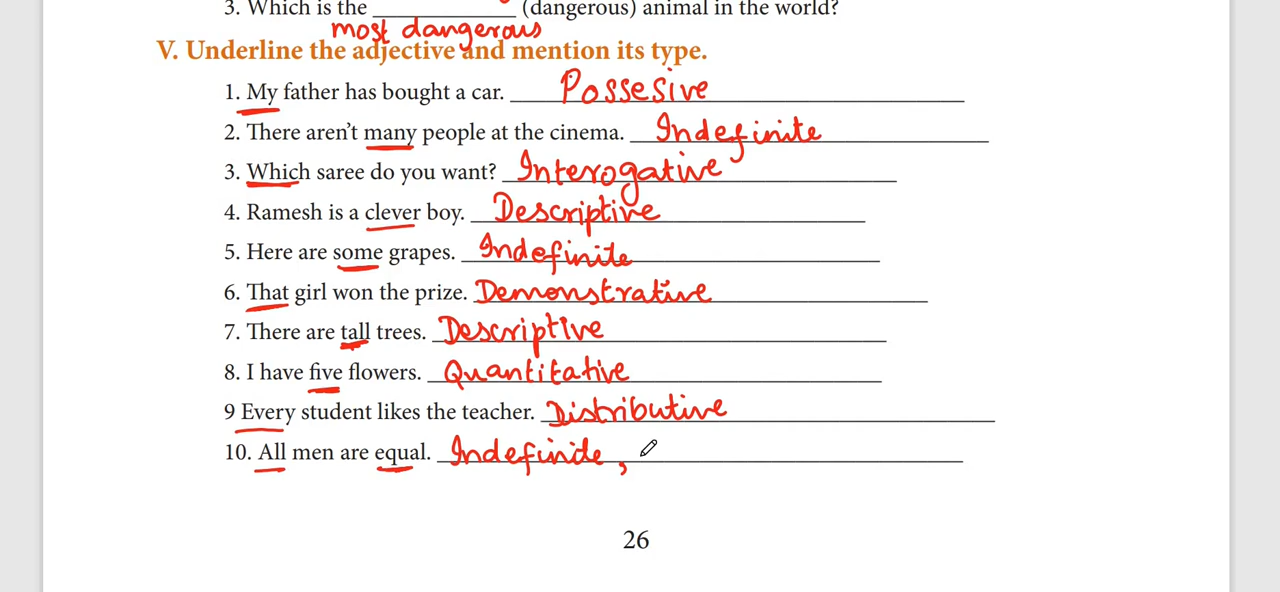 3. Which is the ____________ (dangerous) animal in the world?
most dangerous
V. Underline the adjective and mention its type.
1. My father has bought a car. Possesive
2. There aren't many people at the cinema. Indefinite
3. Which saree do you want? Interogative
4. Ramesh is a clever boy. Descriptive
5. Here are some grapes. Indefinite
6. That girl won the prize. Demonstrative
7. There are tall trees. Descriptive
8. I have five flowers. Quantitative
9 Every student likes the teacher. Distributive
10. All men are equal. Indefinite,
26